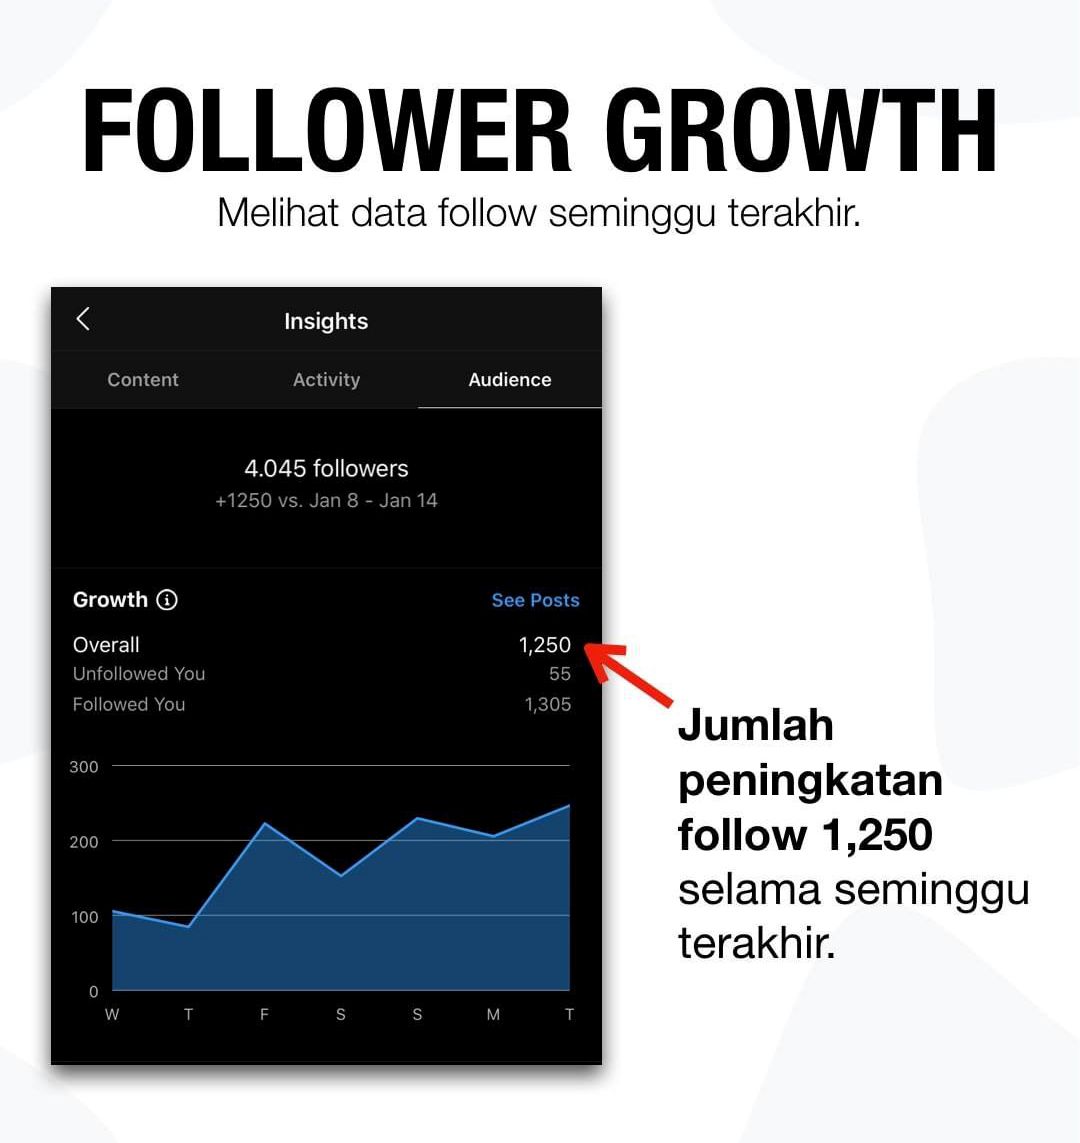 FOLLOWER GROWTH
Melihat data follow seminggu terakhir.
Insights
Content Activity Audience
4.045 followers
+1250 vs. Jan 8 - Jan 14
Growth See Posts
Overall 1,250
Unfollowed You 55
Followed You 1,305
300
200
100
0
W T F S S M T
Jumlah
peningkatan
follow 1,250
selama seminggu
terakhir.